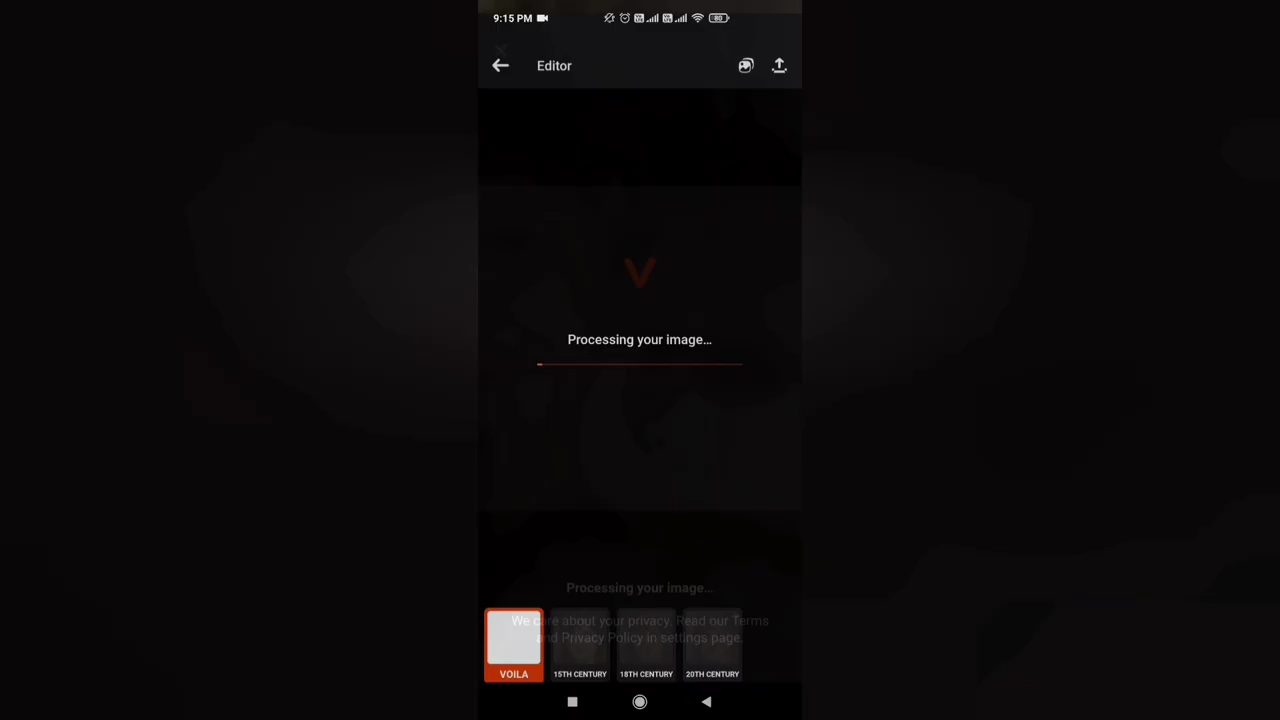 9:15 PM 80
Editor
V
Processing your image...
Processing your image...
We care about your privacy. Read our Terms
and Privacy Policy in settings page.
VOILA 15TH CENTURY 18TH CENTURY 20TH CENTURY